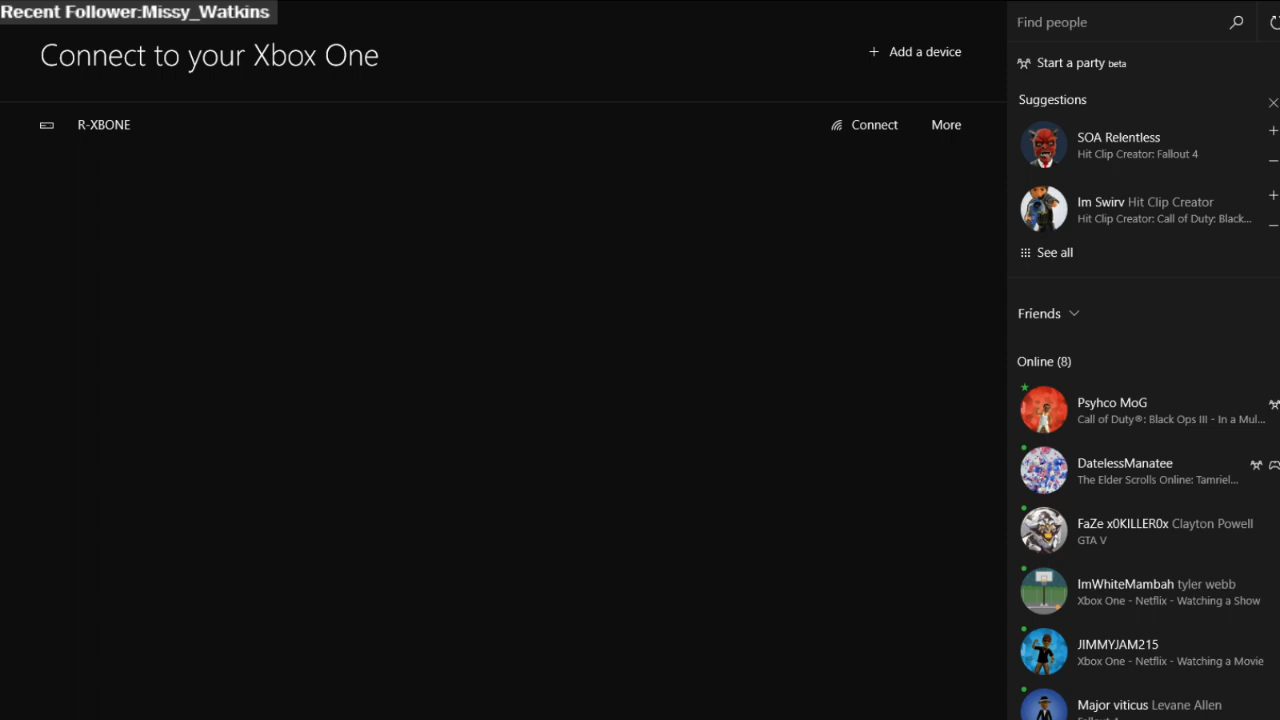 Recent Follower:Missy_Watkins
Connect to your Xbox One
+ Add a device
R-XBONE
Connect
More
Find people
Start a party beta
Suggestions
SOA Relentless
Hit Clip Creator: Fallout 4
Im Swirv Hit Clip Creator
Hit Clip Creator: Call of Duty: Black...
See all
Friends
Online (8)
Psyhco MoG
Call of Duty®: Black Ops III - In a Mul...
DatelessManatee
The Elder Scrolls Online: Tamriel...
FaZe x0KILLER0x Clayton Powell
GTA V
ImWhiteMambah tyler webb
Xbox One - Netflix - Watching a Show
JIMMYJAM215
Xbox One - Netflix - Watching a Movie
Major viticus Levane Allen